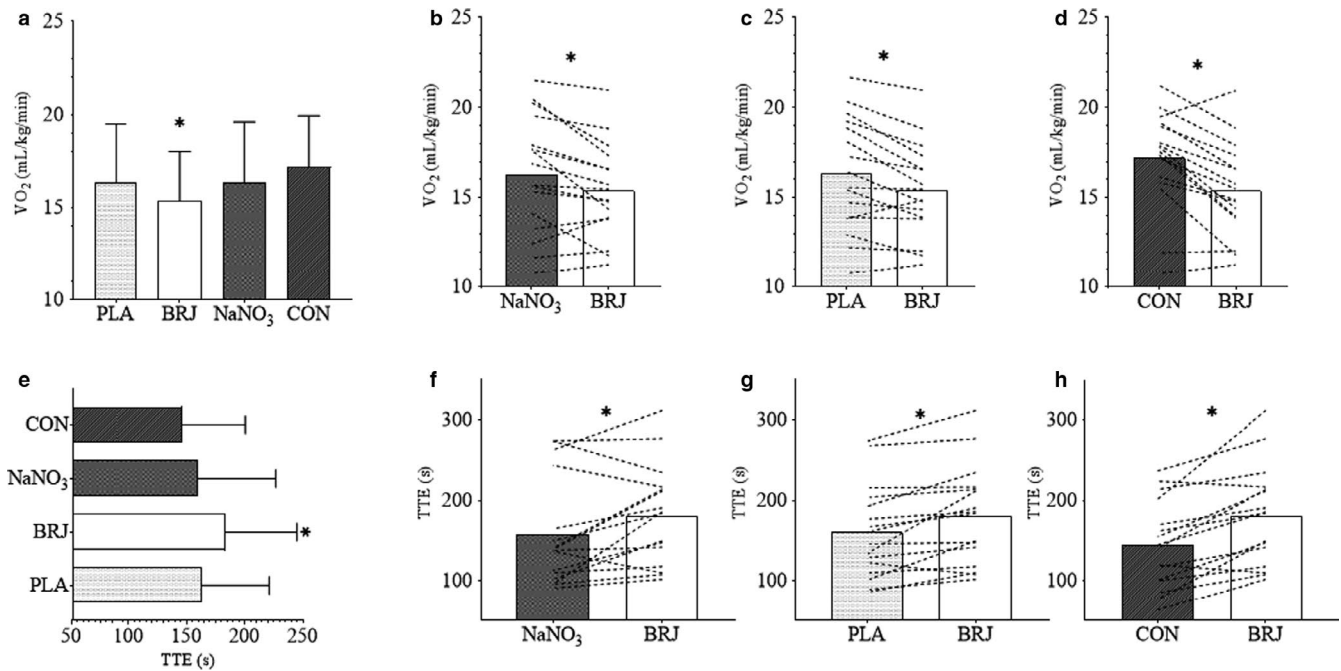 a
VO2 (mL/kg/min)
25
20
15
10
*
PLA BRJ NaNO3 CON
b
VO2 (mL/kg/min)
25
20
15
10
*
NaNO3 BRJ
c
VO2 (mL/kg/min)
25
20
15
10
*
PLA BRJ
d
VO2 (mL/kg/min)
25
20
15
10
*
CON BRJ
e
CON
NaNO3
BRJ *
PLA
50 100 150 200 250
TTE (s)
f
TTE (s)
300
200
100
*
NaNO3 BRJ
g
TTE (s)
300
200
100
*
PLA BRJ
h
TTE (s)
300
200
100
*
CON BRJ